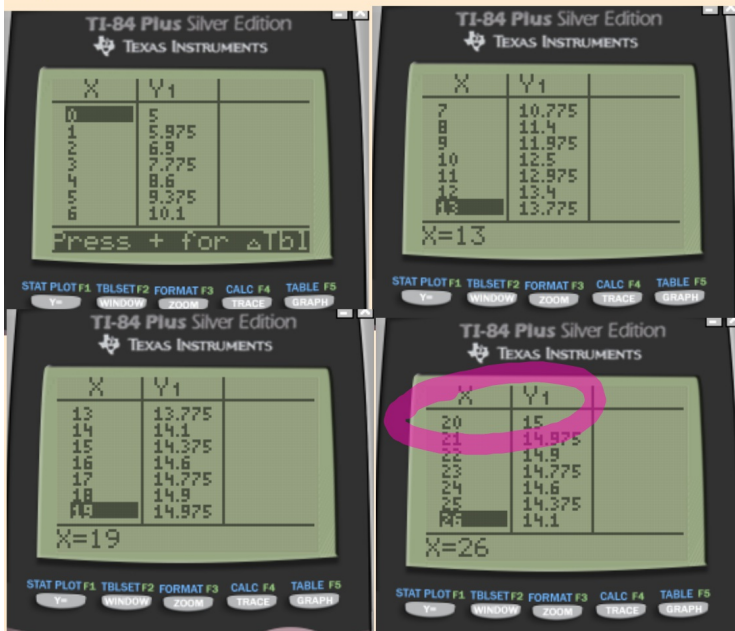 TI-84 Plus Silver Edition
TEXAS INSTRUMENTS
X Y1
0 5
1 5.975
2 6.9
3 7.775
4 8.6
5 9.375
6 10.1
Press + for △Tbl
STAT PLOT F1 TBLSET F2 FORMAT F3 CALC F4 TABLE F5
Y= WINDOW ZOOM TRACE GRAPH
TI-84 Plus Silver Edition
TEXAS INSTRUMENTS
X Y1
7 10.775
8 11.4
9 11.975
10 12.5
11 12.975
12 13.4
13 13.775
X=13
STAT PLOT F1 TBLSET F2 FORMAT F3 CALC F4 TABLE F5
Y= WINDOW ZOOM TRACE GRAPH
TI-84 Plus Silver Edition
TEXAS INSTRUMENTS
X Y1
13 13.775
14 14.1
15 14.375
16 14.6
17 14.775
18 14.9
19 14.975
X=19
STAT PLOT F1 TBLSET F2 FORMAT F3 CALC F4 TABLE F5
Y= WINDOW ZOOM TRACE GRAPH
TI-84 Plus Silver Edition
TEXAS INSTRUMENTS
X Y1
20 15
21 14.975
22 14.9
23 14.775
24 14.6
25 14.375
26 14.1
X=26
STAT PLOT F1 TBLSET F2 FORMAT F3 CALC F4 TABLE F5
Y= WINDOW ZOOM TRACE GRAPH